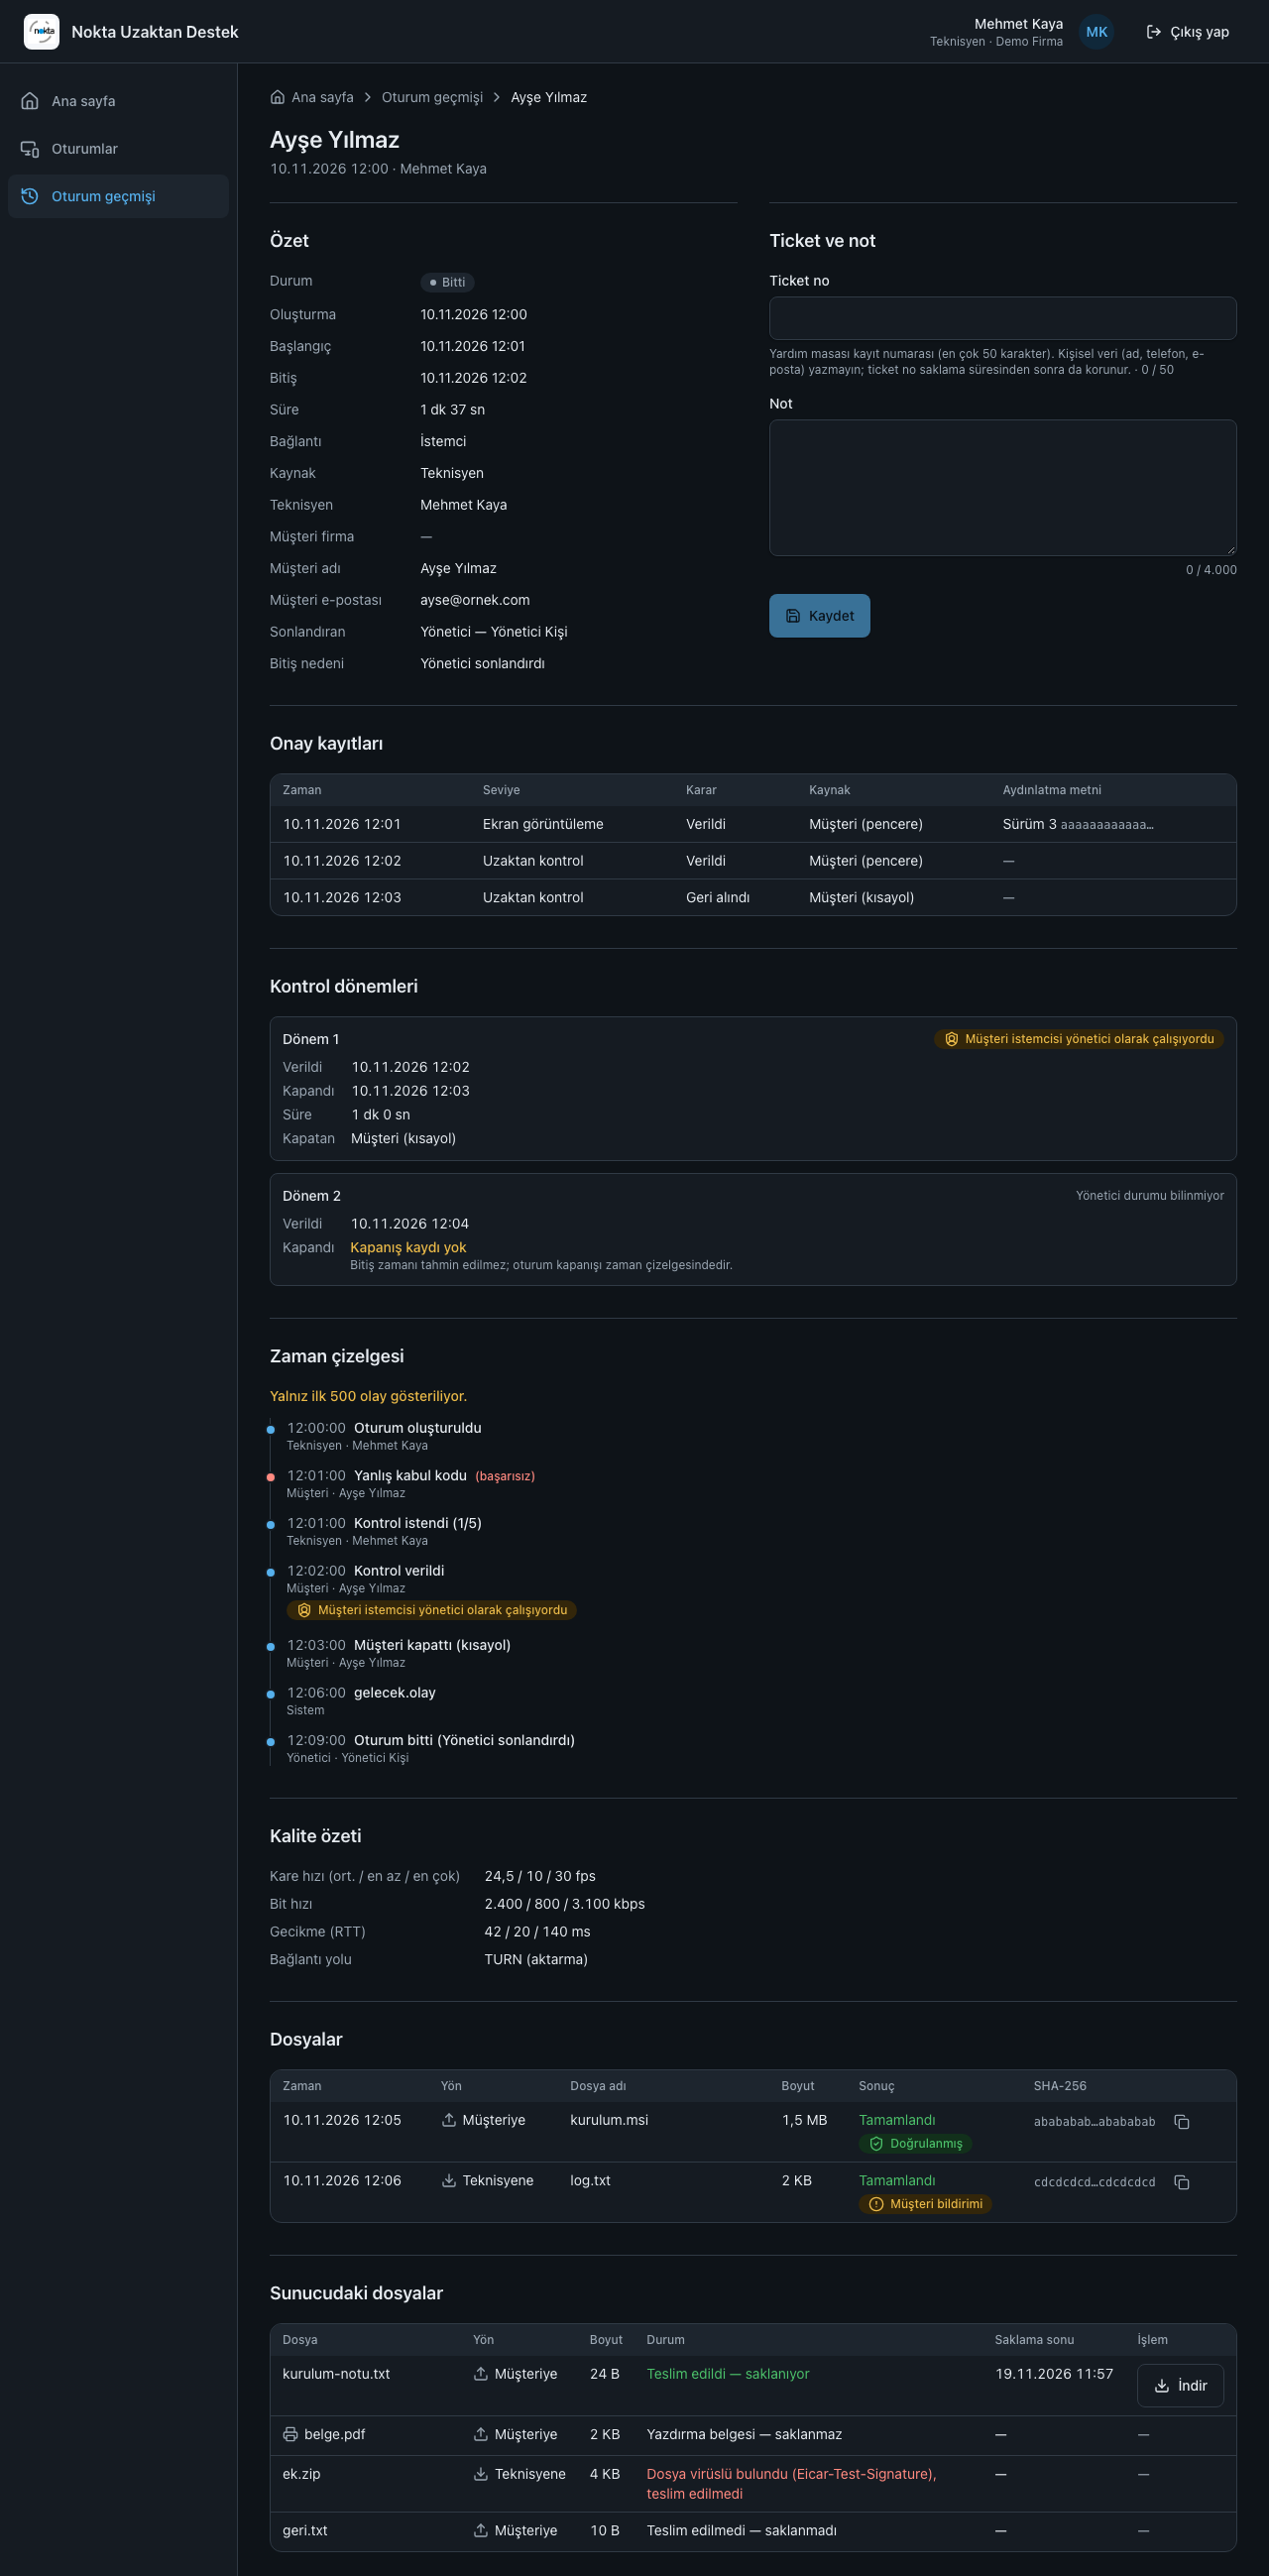 nokta
Nokta Uzaktan Destek
Mehmet Kaya
Teknisyen · Demo Firma
MK
Çıkış yap
Ana sayfa
Oturumlar
Oturum geçmişi
Ana sayfa > Oturum geçmişi > Ayşe Yılmaz
Ayşe Yılmaz
10.11.2026 12:00 · Mehmet Kaya
Özet
Durum Bitti
Oluşturma 10.11.2026 12:00
Başlangıç 10.11.2026 12:01
Bitiş 10.11.2026 12:02
Süre 1 dk 37 sn
Bağlantı İstemci
Kaynak Teknisyen
Teknisyen Mehmet Kaya
Müşteri firma —
Müşteri adı Ayşe Yılmaz
Müşteri e-postası ayse@ornek.com
Sonlandıran Yönetici — Yönetici Kişi
Bitiş nedeni Yönetici sonlandırdı
Ticket ve not
Ticket no
Yardım masası kayıt numarası (en çok 50 karakter). Kişisel veri (ad, telefon, e-
posta) yazmayın; ticket no saklama süresinden sonra da korunur. · 0 / 50
Not
0 / 4.000
Kaydet
Onay kayıtları
Zaman Seviye Karar Kaynak Aydınlatma metni
10.11.2026 12:01 Ekran görüntüleme Verildi Müşteri (pencere) Sürüm 3 aaaaaaaaaaaa…
10.11.2026 12:02 Uzaktan kontrol Verildi Müşteri (pencere) —
10.11.2026 12:03 Uzaktan kontrol Geri alındı Müşteri (kısayol) —
Kontrol dönemleri
Dönem 1 Müşteri istemcisi yönetici olarak çalışıyordu
Verildi 10.11.2026 12:02
Kapandı 10.11.2026 12:03
Süre 1 dk 0 sn
Kapatan Müşteri (kısayol)
Dönem 2 Yönetici durumu bilinmiyor
Verildi 10.11.2026 12:04
Kapandı Kapanış kaydı yok
Bitiş zamanı tahmin edilmez; oturum kapanışı zaman çizelgesindedir.
Zaman çizelgesi
Yalnız ilk 500 olay gösteriliyor.
12:00:00 Oturum oluşturuldu
Teknisyen · Mehmet Kaya
12:01:00 Yanlış kabul kodu (başarısız)
Müşteri · Ayşe Yılmaz
12:01:00 Kontrol istendi (1/5)
Teknisyen · Mehmet Kaya
12:02:00 Kontrol verildi
Müşteri · Ayşe Yılmaz
Müşteri istemcisi yönetici olarak çalışıyordu
12:03:00 Müşteri kapattı (kısayol)
Müşteri · Ayşe Yılmaz
12:06:00 gelecek.olay
Sistem
12:09:00 Oturum bitti (Yönetici sonlandırdı)
Yönetici · Yönetici Kişi
Kalite özeti
Kare hızı (ort. / en az / en çok) 24,5 / 10 / 30 fps
Bit hızı 2.400 / 800 / 3.100 kbps
Gecikme (RTT) 42 / 20 / 140 ms
Bağlantı yolu TURN (aktarma)
Dosyalar
Zaman Yön Dosya adı Boyut Sonuç SHA-256
10.11.2026 12:05 Müşteriye kurulum.msi 1,5 MB Tamamlandı abababab…abababab
Doğrulanmış
10.11.2026 12:06 Teknisyene log.txt 2 KB Tamamlandı cdcdcdcd…cdcdcdcd
Müşteri bildirimi
Sunucudaki dosyalar
Dosya Yön Boyut Durum Saklama sonu İşlem
kurulum-notu.txt Müşteriye 24 B Teslim edildi — saklanıyor 19.11.2026 11:57 İndir
belge.pdf Müşteriye 2 KB Yazdırma belgesi — saklanmaz — —
ek.zip Teknisyene 4 KB Dosya virüslü bulundu (Eicar-Test-Signature), — —
teslim edilmedi
geri.txt Müşteriye 10 B Teslim edilmedi — saklanmadı — —